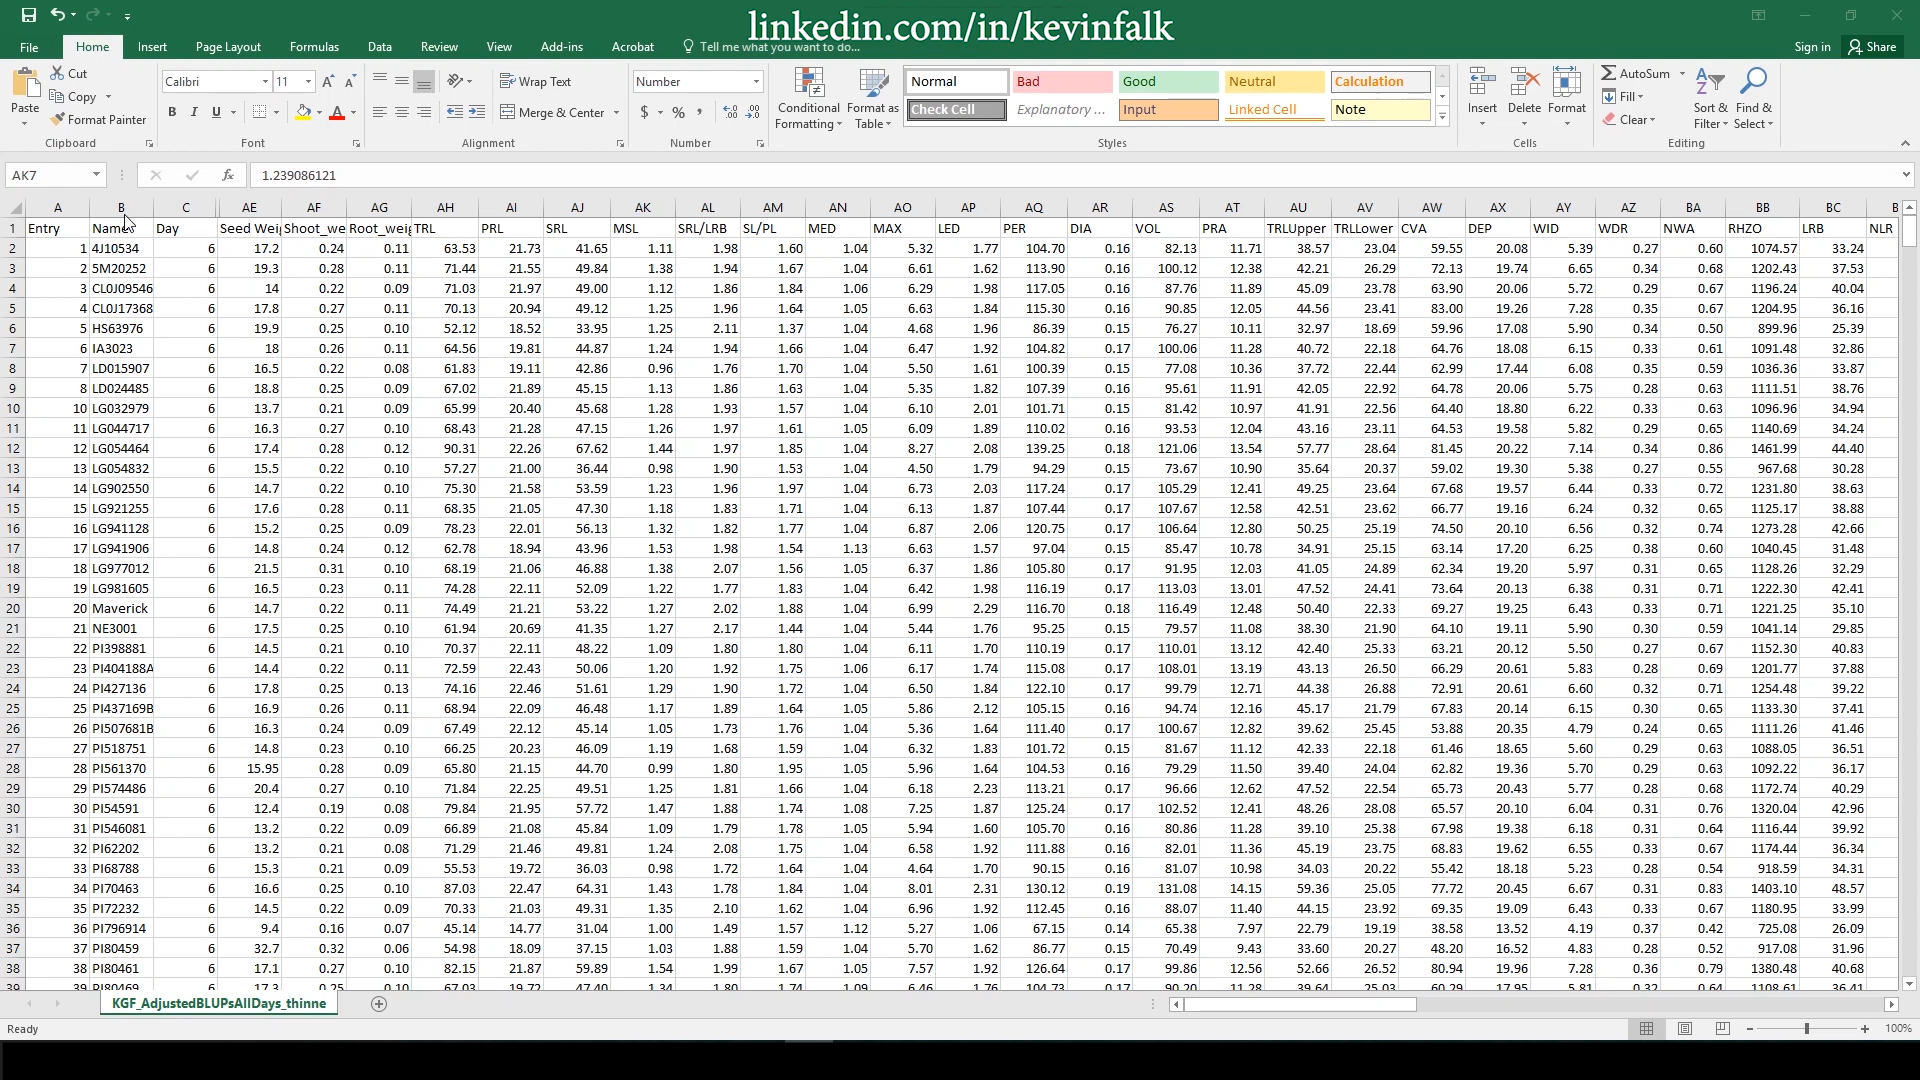 linkedin.com/in/kevinfalk
File Home Insert Page Layout Formulas Data Review View Add-ins Acrobat Tell me what you want to do... Sign in Share
Paste Cut Copy Format Painter Clipboard
Calibri 11 Font
Wrap Text Merge & Center Alignment
Number Number
Conditional Formatting Format as Table
Normal Bad Good Neutral Calculation
Check Cell Explanatory ... Input Linked Cell Note
Styles
Insert Delete Format Cells
AutoSum Fill Clear Sort & Filter Find & Select Editing
AK7 1.239086121
A B C AE AF AG AH AI AJ AK AL AM AN AO AP AQ AR AS AT AU AV AW AX AY AZ BA BB BC B
1 Entry Name Day Seed Wei Shoot_we Root_weig TRL PRL SRL MSL SRL/LRB SL/PL MED MAX LED PER DIA VOL PRA TRLUpper TRLLower CVA DEP WID WDR NWA RHZO LRB NLR
2 1 4J10534 6 17.2 0.24 0.11 63.53 21.73 41.65 1.11 1.98 1.60 1.04 5.32 1.77 104.70 0.16 82.13 11.71 38.57 23.04 59.55 20.08 5.39 0.27 0.60 1074.57 33.24
3 2 5M20252 6 19.3 0.28 0.11 71.44 21.55 49.84 1.38 1.94 1.67 1.04 6.61 1.62 113.90 0.16 100.12 12.38 42.21 26.29 72.13 19.74 6.65 0.34 0.68 1202.43 37.53
4 3 CL0J09546 6 14 0.22 0.09 71.03 21.97 49.00 1.12 1.86 1.84 1.06 6.29 1.98 117.05 0.16 87.76 11.89 45.09 23.78 63.90 20.06 5.72 0.29 0.67 1196.24 40.04
5 4 CL0J17368 6 17.8 0.27 0.11 70.13 20.94 49.12 1.25 1.96 1.64 1.05 6.63 1.84 115.30 0.16 90.85 12.05 44.56 23.41 83.00 19.26 7.28 0.35 0.67 1204.95 36.16
6 5 HS63976 6 19.9 0.25 0.10 52.12 18.52 33.95 1.25 2.11 1.37 1.04 4.68 1.96 86.39 0.15 76.27 10.11 32.97 18.69 59.96 17.08 5.90 0.34 0.50 899.96 25.39
7 6 IA3023 6 18 0.26 0.11 64.56 19.81 44.87 1.24 1.94 1.66 1.04 6.47 1.92 104.82 0.17 100.06 11.28 40.72 22.18 64.76 18.08 6.15 0.33 0.61 1091.48 32.86
8 7 LD015907 6 16.5 0.22 0.08 61.83 19.11 42.86 0.96 1.76 1.70 1.04 5.50 1.61 100.39 0.15 77.08 10.36 37.72 22.44 62.99 17.44 6.08 0.35 0.59 1036.36 33.87
9 8 LD024485 6 18.8 0.25 0.09 67.02 21.89 45.15 1.13 1.86 1.63 1.04 5.35 1.82 107.39 0.16 95.61 11.91 42.05 22.92 64.78 20.06 5.75 0.28 0.63 1111.51 38.76
10 10 LG032979 6 13.7 0.21 0.09 65.99 20.40 45.68 1.28 1.93 1.57 1.04 6.10 2.01 101.71 0.15 81.42 10.97 41.91 22.56 64.40 18.80 6.22 0.33 0.63 1096.96 34.94
11 11 LG044717 6 16.3 0.27 0.10 68.43 21.28 47.15 1.26 1.97 1.61 1.05 6.09 1.89 110.02 0.16 93.53 12.04 43.16 23.11 64.53 19.58 5.82 0.29 0.65 1140.69 34.24
12 12 LG054464 6 17.4 0.28 0.12 90.31 22.26 67.62 1.44 1.97 1.85 1.04 8.27 2.08 139.25 0.18 121.06 13.54 57.77 28.64 81.45 20.22 7.14 0.34 0.86 1461.99 44.40
13 13 LG054832 6 15.5 0.22 0.10 57.27 21.00 36.44 0.98 1.90 1.53 1.04 4.50 1.79 94.29 0.15 73.67 10.90 35.64 20.37 59.02 19.30 5.38 0.27 0.55 967.68 30.28
14 14 LG902550 6 14.7 0.22 0.10 75.30 21.58 53.59 1.23 1.96 1.97 1.04 6.73 2.03 117.24 0.17 105.29 12.41 49.25 23.64 67.68 19.57 6.44 0.33 0.72 1231.80 38.63
15 15 LG921255 6 17.6 0.28 0.11 68.35 21.05 47.30 1.18 1.83 1.71 1.04 6.13 1.87 107.44 0.17 107.67 12.58 42.51 23.62 66.77 19.16 6.24 0.32 0.65 1125.17 38.88
16 16 LG941128 6 15.2 0.25 0.09 78.23 22.01 56.13 1.32 1.82 1.77 1.04 6.87 2.06 120.75 0.17 106.64 12.80 50.25 25.19 74.50 20.10 6.56 0.32 0.74 1273.28 42.66
17 17 LG941906 6 14.8 0.24 0.12 62.78 18.94 43.96 1.53 1.98 1.54 1.13 6.63 1.57 97.04 0.15 85.47 10.78 34.91 25.15 63.14 17.20 6.25 0.38 0.60 1040.45 31.48
18 18 LG977012 6 21.5 0.31 0.10 68.19 21.06 46.88 1.38 2.07 1.56 1.05 6.37 1.86 105.80 0.17 91.95 12.03 41.05 24.89 62.34 19.20 5.97 0.31 0.65 1128.26 32.29
19 19 LG981605 6 16.5 0.23 0.11 74.28 22.11 52.09 1.22 1.77 1.83 1.04 6.42 1.98 116.19 0.17 113.03 13.01 47.52 24.41 73.64 20.13 6.38 0.31 0.71 1222.30 42.41
20 20 Maverick 6 14.7 0.22 0.11 74.49 21.21 53.22 1.27 2.02 1.88 1.04 6.99 2.29 116.70 0.18 116.49 12.48 50.40 22.33 69.27 19.25 6.43 0.33 0.71 1221.25 35.10
21 21 NE3001 6 17.5 0.25 0.10 61.94 20.69 41.35 1.27 2.17 1.44 1.04 5.44 1.76 95.25 0.15 79.57 11.08 38.30 21.90 64.10 19.11 5.90 0.30 0.59 1041.14 29.85
22 22 PI398881 6 14.5 0.21 0.10 70.37 22.11 48.22 1.09 1.80 1.80 1.04 6.11 1.70 110.19 0.17 110.01 13.12 42.40 25.33 63.21 20.12 5.50 0.27 0.67 1152.30 40.83
23 23 PI404188A 6 14.4 0.22 0.11 72.59 22.43 50.06 1.20 1.92 1.75 1.06 6.17 1.74 115.08 0.17 108.01 13.19 43.13 26.50 66.29 20.61 5.83 0.28 0.69 1201.77 37.88
24 24 PI427136 6 17.8 0.25 0.13 74.16 22.46 51.61 1.29 1.90 1.72 1.04 6.50 1.84 122.10 0.17 99.79 12.71 44.38 26.88 72.91 20.61 6.60 0.32 0.71 1254.48 39.22
25 25 PI437169B 6 16.9 0.26 0.11 68.94 22.09 46.48 1.17 1.89 1.64 1.05 5.86 2.12 105.15 0.16 94.74 12.16 45.17 21.79 67.83 20.14 6.15 0.30 0.65 1133.30 37.41
26 26 PI507681B 6 16.3 0.24 0.09 67.49 22.12 45.14 1.05 1.73 1.76 1.04 5.36 1.64 111.40 0.17 100.67 12.82 39.62 25.45 53.88 20.35 4.79 0.24 0.65 1111.26 41.46
27 27 PI518751 6 14.8 0.23 0.10 66.25 20.23 46.09 1.19 1.68 1.59 1.04 6.32 1.83 101.72 0.15 81.67 11.12 42.33 22.18 61.46 18.65 5.60 0.29 0.63 1088.05 36.51
28 28 PI561370 6 15.95 0.28 0.09 65.80 21.15 44.70 0.99 1.80 1.95 1.05 5.96 1.64 104.53 0.16 79.29 11.50 39.40 24.04 62.82 19.36 5.70 0.29 0.63 1092.22 36.17
29 29 PI574486 6 20.4 0.27 0.10 71.84 22.25 49.51 1.25 1.81 1.66 1.04 6.18 2.23 113.21 0.17 96.66 12.62 47.52 22.54 65.73 20.43 5.77 0.28 0.68 1172.74 40.29
30 30 PI54591 6 12.4 0.19 0.08 79.84 21.95 57.72 1.47 1.88 1.74 1.08 7.25 1.87 125.24 0.17 102.52 12.41 48.26 28.08 65.57 20.10 6.04 0.31 0.76 1320.04 42.96
31 31 PI546081 6 13.2 0.22 0.09 66.89 21.08 45.84 1.09 1.79 1.78 1.05 5.94 1.60 105.70 0.16 80.86 11.28 39.10 25.38 67.98 19.38 6.18 0.31 0.64 1116.44 39.92
32 32 PI62202 6 13.2 0.21 0.08 71.29 21.46 49.81 1.24 2.08 1.75 1.04 6.58 1.92 111.88 0.16 82.01 11.36 45.19 23.75 68.83 19.62 6.55 0.33 0.67 1174.44 36.34
33 33 PI68788 6 15.3 0.21 0.09 55.53 19.72 36.03 0.98 1.72 1.64 1.04 4.64 1.70 90.15 0.16 81.07 10.98 34.03 20.22 55.42 18.18 5.23 0.28 0.54 918.59 34.31
34 34 PI70463 6 16.6 0.25 0.10 87.03 22.47 64.31 1.43 1.78 1.84 1.04 8.01 2.31 130.12 0.19 131.08 14.15 59.36 25.05 77.72 20.45 6.67 0.31 0.83 1403.10 48.57
35 35 PI72232 6 14.5 0.22 0.09 70.33 21.03 49.31 1.35 2.10 1.62 1.04 6.96 1.92 112.45 0.16 88.07 11.40 44.15 23.92 69.35 19.09 6.43 0.33 0.67 1180.95 33.99
36 36 PI796914 6 9.4 0.16 0.07 45.14 14.77 31.04 1.00 1.49 1.57 1.12 5.27 1.06 67.15 0.14 65.38 7.97 22.79 19.19 38.58 13.52 4.19 0.37 0.42 725.08 26.09
37 37 PI80459 6 32.7 0.32 0.06 54.98 18.09 37.15 1.03 1.88 1.59 1.04 5.70 1.62 86.77 0.15 70.49 9.43 33.60 20.27 48.20 16.52 4.83 0.28 0.52 917.08 31.96
38 38 PI80461 6 17.1 0.27 0.10 82.15 21.87 59.89 1.54 1.99 1.67 1.05 7.57 1.92 126.64 0.17 99.86 12.56 52.66 26.52 80.94 19.96 7.28 0.36 0.79 1380.48 40.68
39 39 PI80469 6 17.3 0.25 0.10 67.03 19.72 47.40 1.34 1.80 1.74 1.09 6.46 1.76 104.73 0.17 90.20 11.28 39.64 25.03 60.29 17.95 5.81 0.32 0.64 1108.61 36.41
KGF_AdjustedBLUPsAllDays_thinne
Ready 100%